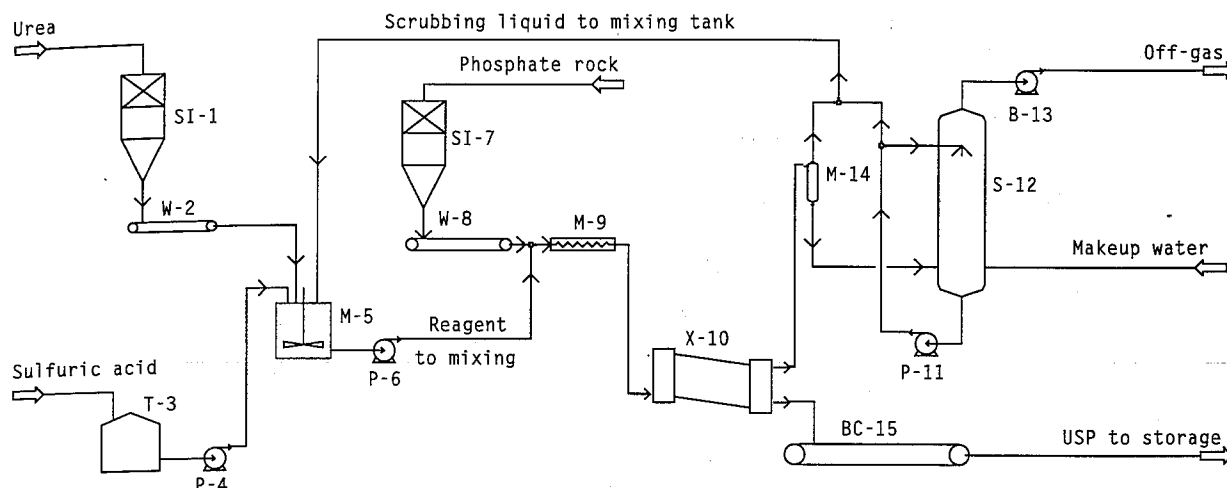 Scrubbing liquid to mixing tank
Urea
Off-gas
Phosphate rock
B-13
SI-1
SI-7
M-14
S-12
W-2
W-8
M-9
Makeup water
M-5
Reagent
to mixing
X-10
P-6
P-11
Sulfuric acid
T-3
BC-15
USP to storage
P-4